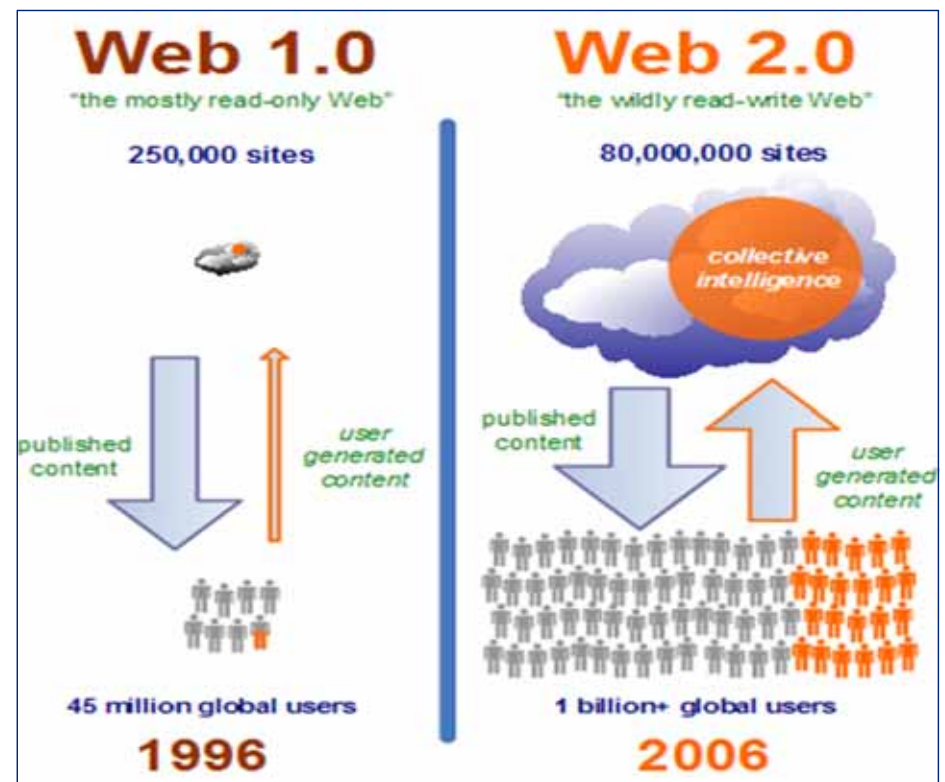 Web 1.0
"the mostly read-only Web"
250,000 sites
published
content
user
generated
content
45 million global users
1996
Web 2.0
"the wildly read-write Web"
80,000,000 sites
collective
intelligence
published
content
user
generated
content
1 billion+ global users
2006